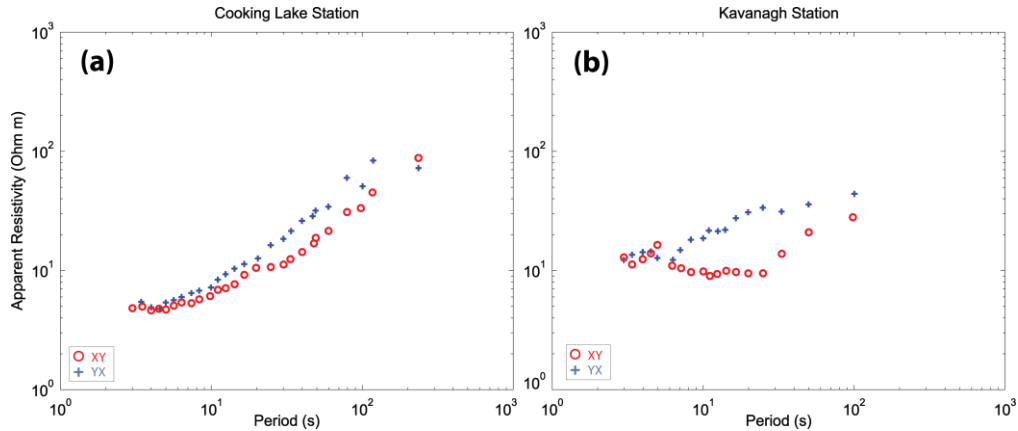 Cooking Lake Station
(a)
Apparent Resistivity (Ohm m)
10³
10²
10¹
10⁰
XY
YX
10⁰ 10¹ 10² 10³
Period (s)
Kavanagh Station
(b)
10³
10²
10¹
10⁰
XY
YX
10⁰ 10¹ 10² 10³
Period (s)